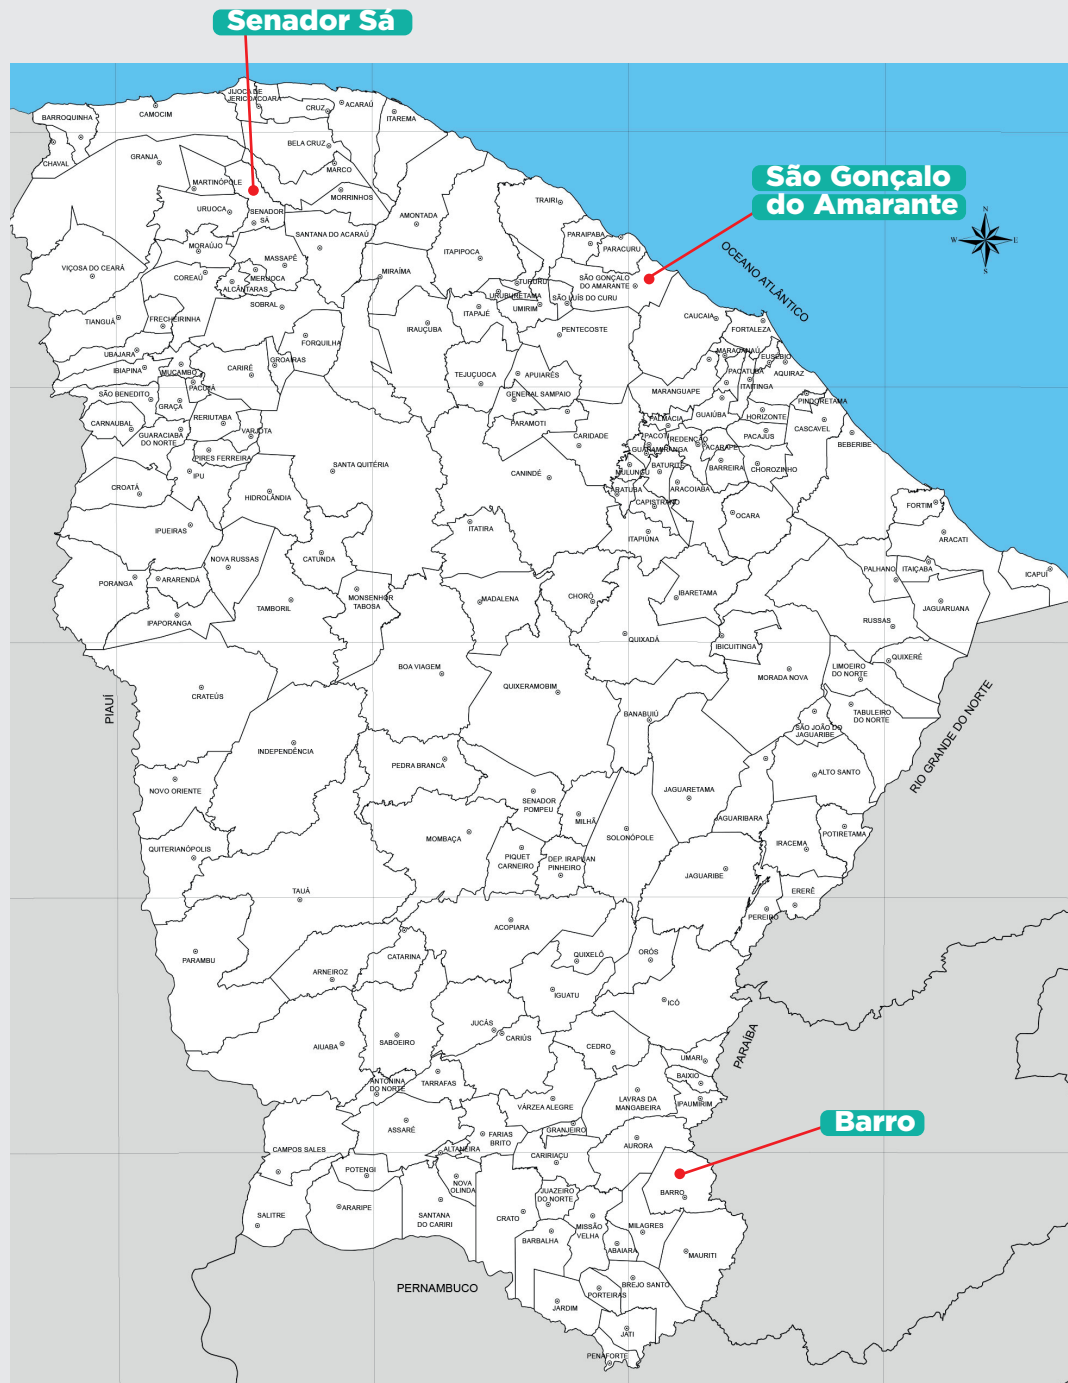 Senador Sá
São Gonçalo
do Amarante
Barro
JIJOCA DE
JERICOACOARA
CRUZ
ACARAÚ
ITAREMA
BARROQUINHA
CAMOCIM
CHAVAL
GRANJA
BELA CRUZ
MARCO
MARTINÓPOLE
MORRINHOS
URUOCA
SENADOR
SÁ
AMONTADA
TRAIRI
SANTANA DO ACARAÚ
PARAIPABA
PARACURU
MORAÚJO
ITAPIPOCA
VIÇOSA DO CEARÁ
COREAÚ
MASSAPÊ
MERUOCA
ALCÂNTARAS
MIRAÍMA
TURURU
SÃO GONÇALO
DO AMARANTE
URUBURETAMA
SÃO LUÍS DO CURU
UMIRIM
SOBRAL
ITAPAJÉ
OCEANO ATLÂNTICO
N
W
E
S
TIANGUÁ
FRECHEIRINHA
IRAUÇUBA
PENTECOSTE
CAUCAIA
FORTALEZA
FORQUILHA
UBAJARA
IBIAPINA
MUCAMBO
CARIRÉ
GROAÍRAS
TEJUÇUOCA
APUIARÉS
MARACANAÚ
EUSÉBIO
PACATUBA
AQUIRAZ
ITAITINGA
PACUJÁ
SÃO BENEDITO
GRAÇA
GENERAL SAMPAIO
MARANGUAPE
PINDORETAMA
CARNAUBAL
RERIUTABA
GUARACIABA
DO NORTE
VARJOTA
PARAMOTI
CARIDADE
PALMÁCIA
GUAIÚBA
HORIZONTE
CASCAVEL
PACOTI
REDENÇÃO
PACAJUS
BEBERIBE
GUARAMIRANGA
ACARAPE
PIRES FERREIRA
IPU
SANTA QUITÉRIA
CANINDÉ
MULUNGU
BATURITÉ
BARREIRA
CHOROZINHO
CROATÁ
HIDROLÂNDIA
ARATUBA
ARACOIABA
CAPISTRANO
OCARA
FORTIM
IPUEIRAS
ITATIRA
ITAPIÚNA
ARACATI
NOVA RUSSAS
CATUNDA
PORANGA
ARARENDÁ
PALHANO
ITAIÇABA
ICAPUÍ
IPAPORANGA
TAMBORIL
MONSENHOR
TABOSA
MADALENA
CHORÓ
IBARETAMA
JAGUARUANA
RUSSAS
QUIXADÁ
IBICUITINGA
QUIXERÉ
CRATEÚS
BOA VIAGEM
QUIXERAMOBIM
MORADA NOVA
LIMOEIRO
DO NORTE
PIAUÍ
BANABUIÚ
TABULEIRO
DO NORTE
SÃO JOÃO DO
JAGUARIBE
RIO GRANDE DO NORTE
INDEPENDÊNCIA
PEDRA BRANCA
ALTO SANTO
NOVO ORIENTE
SENADOR
POMPEU
JAGUARETAMA
MILHÃ
JAGUARIBARA
QUITERIANÓPOLIS
MOMBAÇA
SOLONÓPOLE
POTIRETAMA
IRACEMA
PIQUET
CARNEIRO
DEP. IRAPUAN
PINHEIRO
JAGUARIBE
TAUÁ
ERERÊ
PEREIRO
ACOPIARA
PARAMBU
CATARINA
QUIXELÔ
ORÓS
ARNEIROZ
IGUATU
ICÓ
AIUABA
SABOEIRO
JUCÁS
CARIÚS
CEDRO
PARAÍBA
UMARI
ANTONINA
DO NORTE
TARRAFAS
BAIXIO
VÁRZEA ALEGRE
LAVRAS DA
MANGABEIRA
IPAUMIRIM
ASSARÉ
FARIAS
BRITO
GRANJEIRO
AURORA
CAMPOS SALES
ALTANEIRA
CARIRIAÇU
POTENGI
NOVA
OLINDA
JUAZEIRO
DO NORTE
BARRO
SALITRE
ARARIPE
SANTANA
DO CARIRI
CRATO
MISSÃO
VELHA
MILAGRES
BARBALHA
ABAIARA
MAURITI
PERNAMBUCO
PORTEIRAS
BREJO SANTO
JARDIM
JATI
PENAFORTE